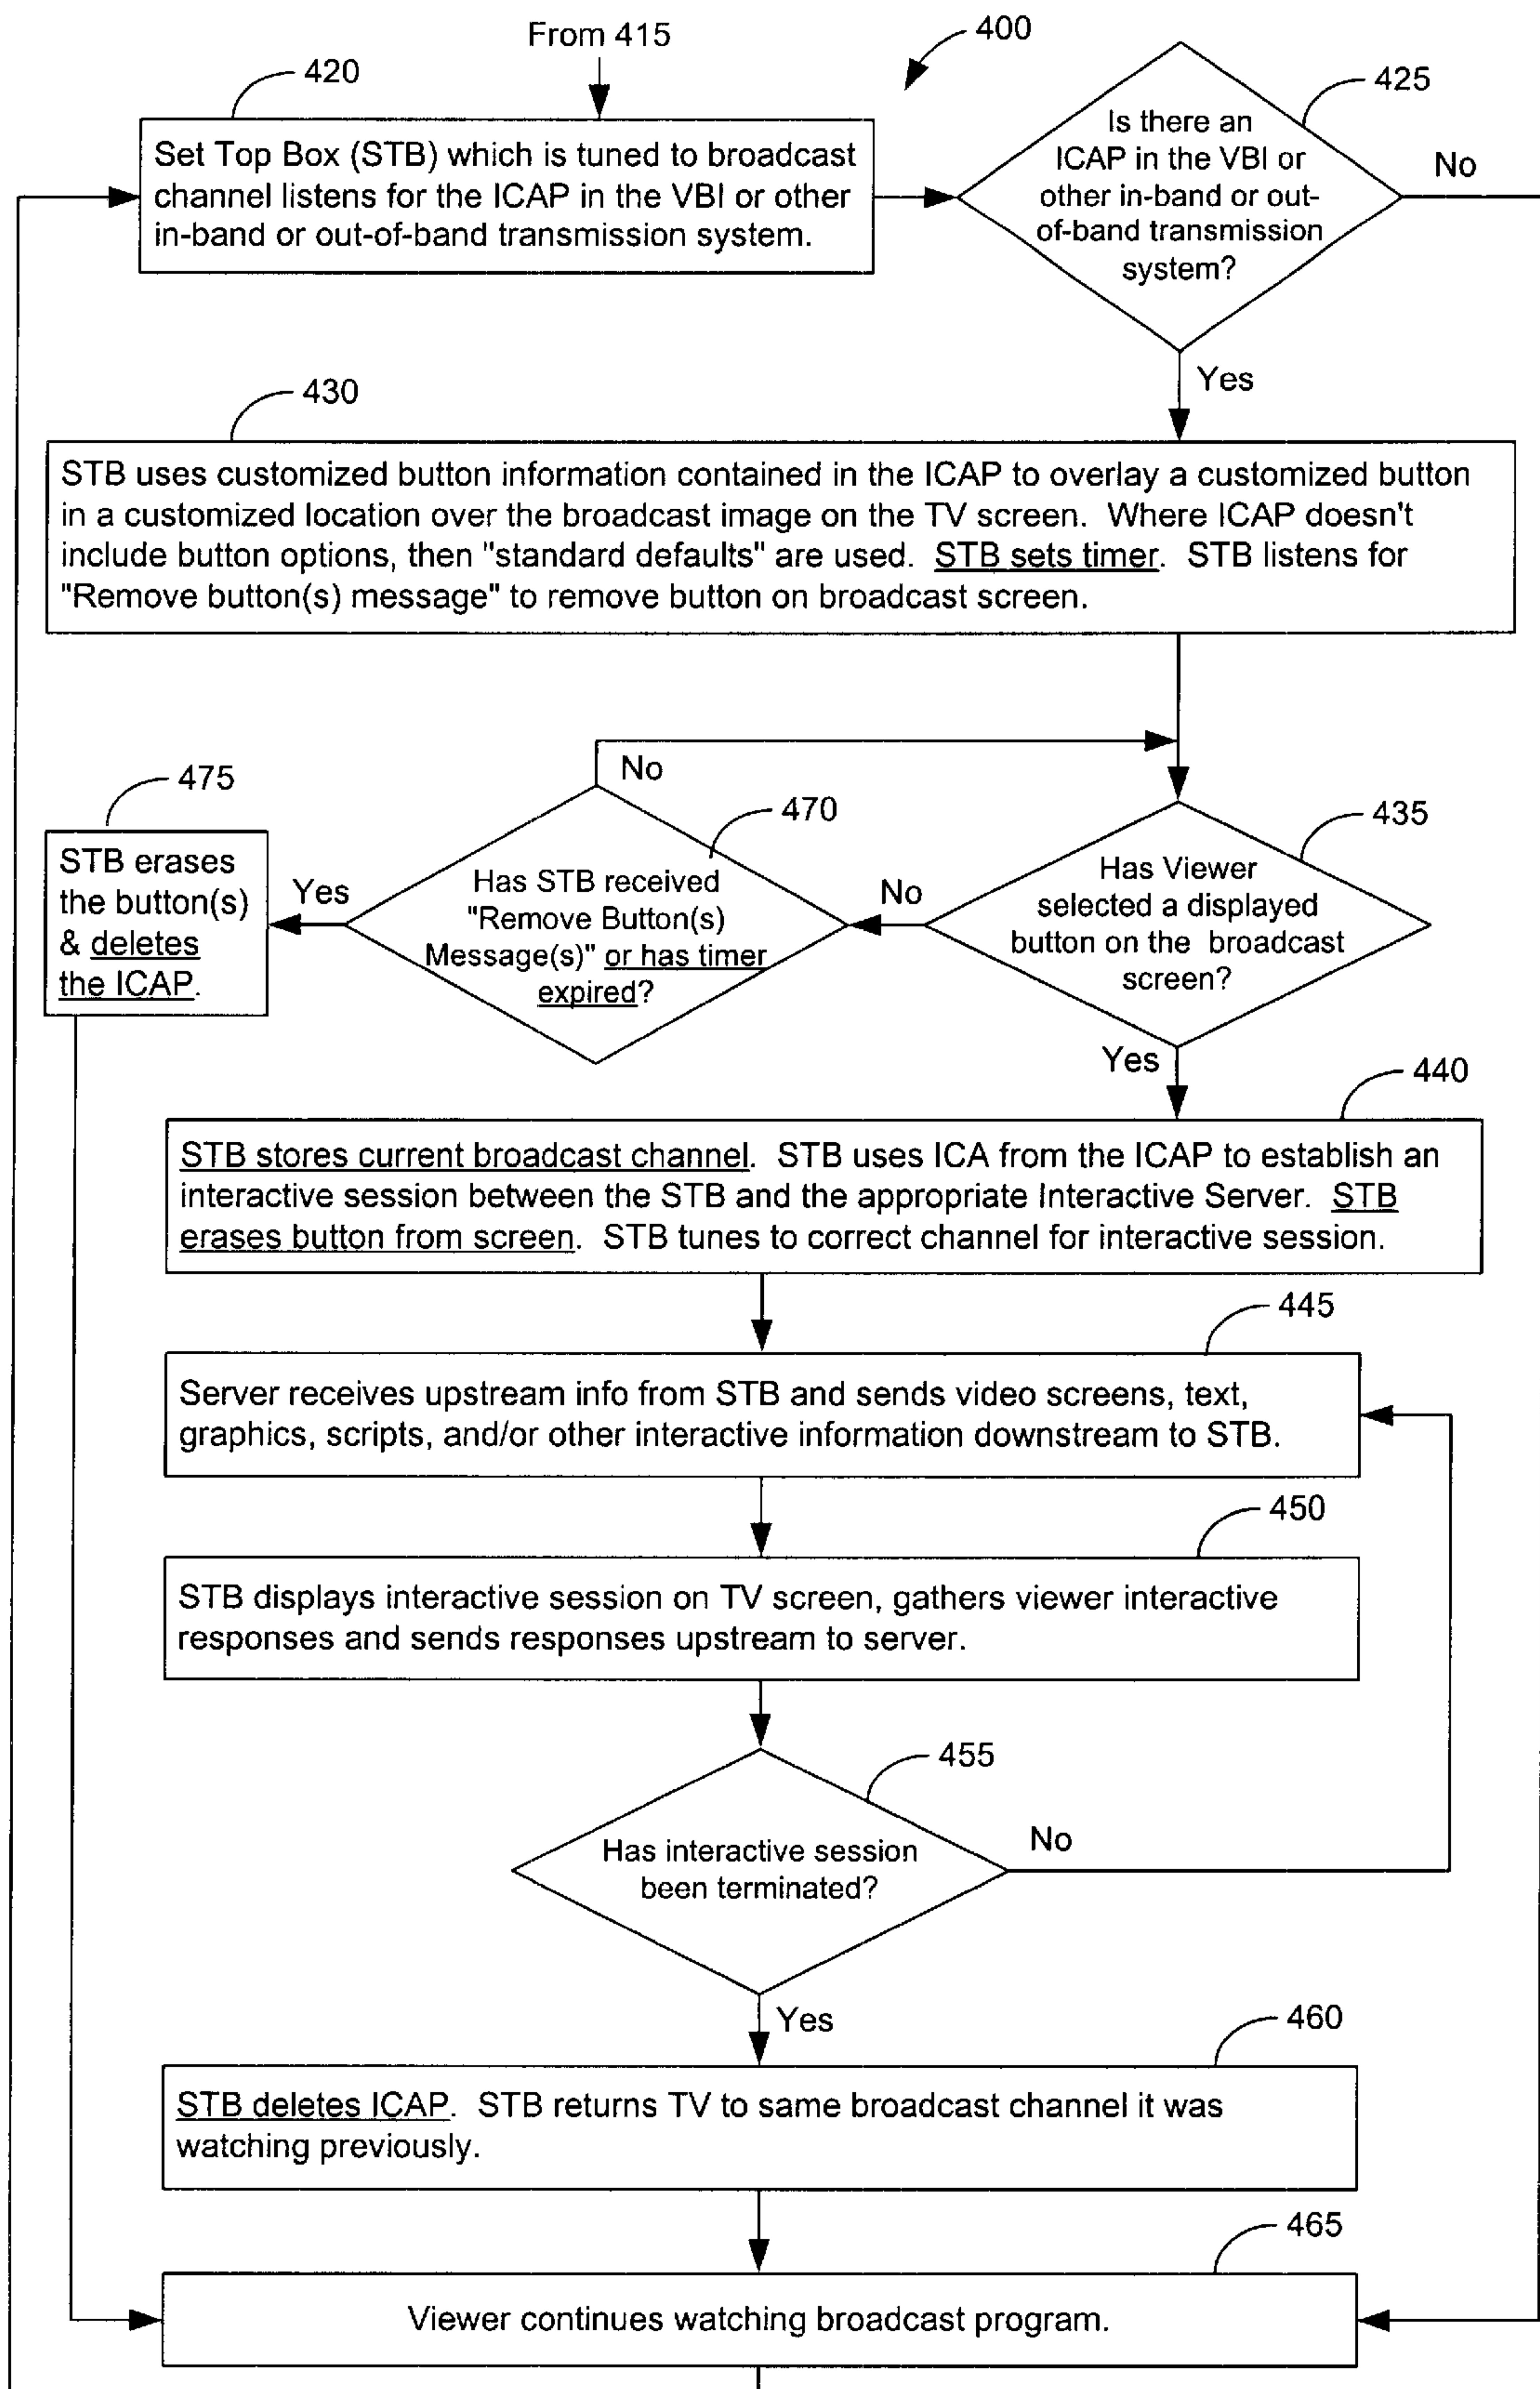 From 415
400
420
Set Top Box (STB) which is tuned to broadcast
channel listens for the ICAP in the VBI or other
in-band or out-of-band transmission system.
425
Is there an
ICAP in the VBI or
other in-band or out-
of-band transmission
system?
No
Yes
430
STB uses customized button information contained in the ICAP to overlay a customized button
in a customized location over the broadcast image on the TV screen. Where ICAP doesn't
include button options, then "standard defaults" are used. STB sets timer. STB listens for
"Remove button(s) message" to remove button on broadcast screen.
No
475
STB erases
the button(s)
& deletes
the ICAP.
Yes
470
Has STB received
"Remove Button(s)
Message(s)" or has timer
expired?
No
435
Has Viewer
selected a displayed
button on the broadcast
screen?
Yes
440
STB stores current broadcast channel. STB uses ICA from the ICAP to establish an
interactive session between the STB and the appropriate Interactive Server. STB
erases button from screen. STB tunes to correct channel for interactive session.
445
Server receives upstream info from STB and sends video screens, text,
graphics, scripts, and/or other interactive information downstream to STB.
450
STB displays interactive session on TV screen, gathers viewer interactive
responses and sends responses upstream to server.
455
Has interactive session
been terminated?
No
Yes
460
STB deletes ICAP. STB returns TV to same broadcast channel it was
watching previously.
465
Viewer continues watching broadcast program.